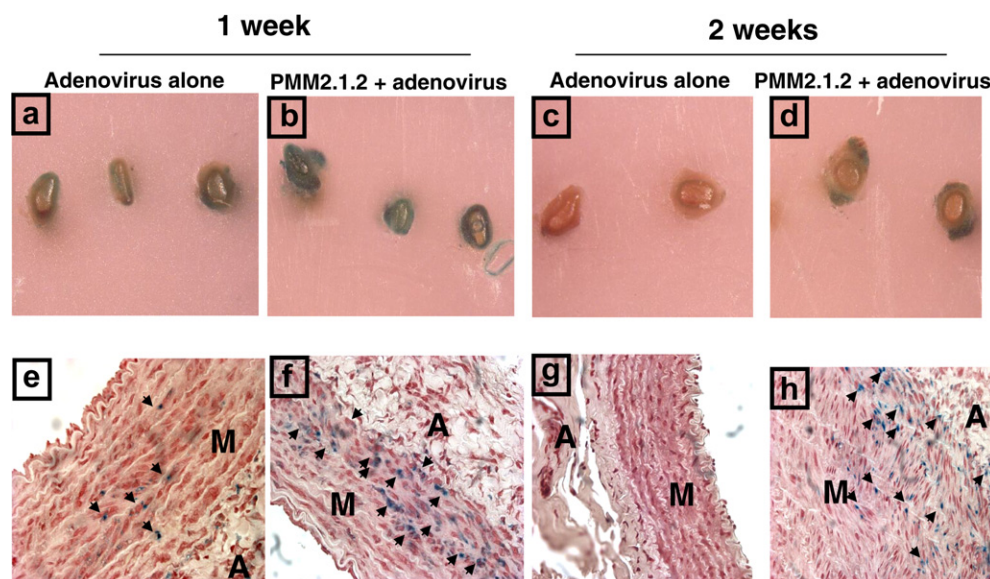 1 week
2 weeks
Adenovirus alone
PMM2.1.2 + adenovirus
Adenovirus alone
PMM2.1.2 + adenovirus
a
b
c
d
e
f
g
h
M
A
A
M
A
M
A
M